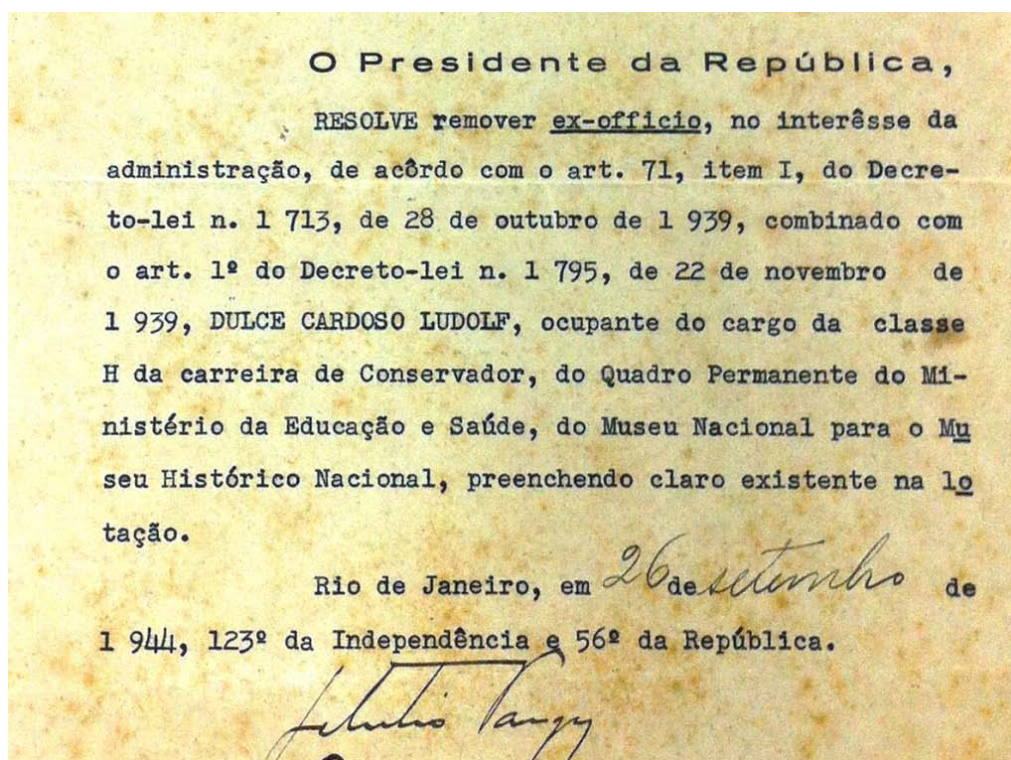 O Presidente da República,
RESOLVE remover ex-officio, no interêsse da
administração, de acôrdo com o art. 71, item I, do Decre-
to-lei n. 1 713, de 28 de outubro de 1 939, combinado com
o art. 1º do Decreto-lei n. 1 795, de 22 de novembro de
1 939, DULCE CARDOSO LUDOLF, ocupante do cargo da classe
H da carreira de Conservador, do Quadro Permanente do Mi-
nistério da Educação e Saúde, do Museu Nacional para o Mu
seu Histórico Nacional, preenchendo claro existente na lo
tação.
Rio de Janeiro, em 26 de setembro de
1 944, 123º da Independência e 56º da República.
Getulio Vargas